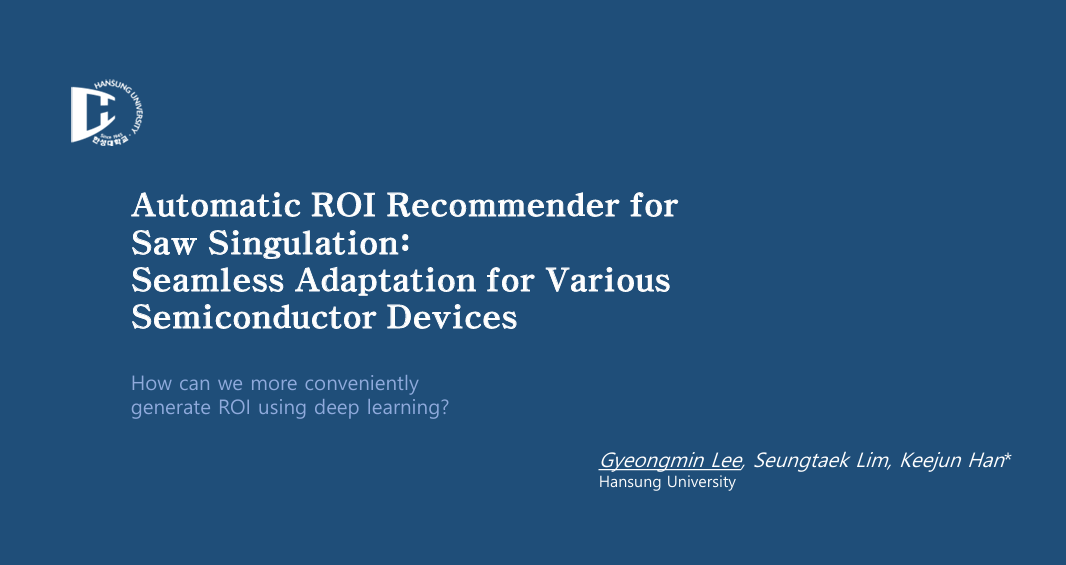 HANSUNG UNIVERSITY
Since 1945
한성대학교
Automatic ROI Recommender for
Saw Singulation:
Seamless Adaptation for Various
Semiconductor Devices
How can we more conveniently
generate ROI using deep learning?
Gyeongmin Lee, Seungtaek Lim, Keejun Han*
Hansung University